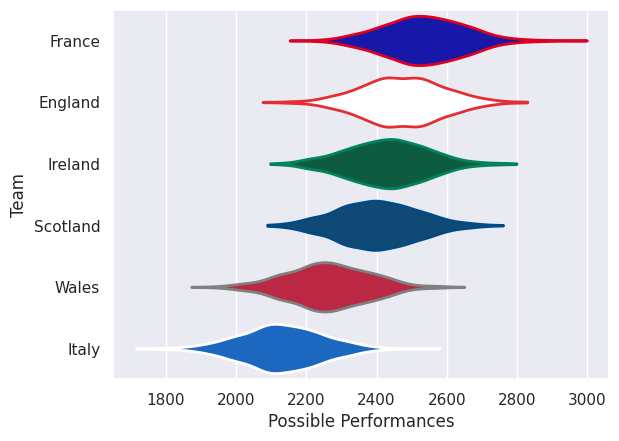 France
England
Ireland
Scotland
Wales
Italy
Team
1800 2000 2200 2400 2600 2800 3000
Possible Performances